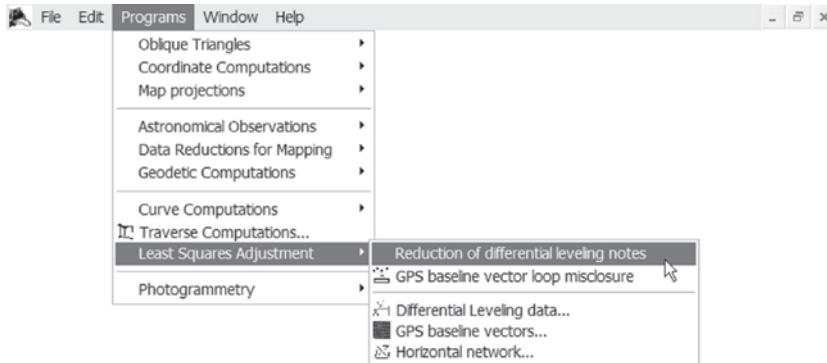 File Edit Programs Window Help
Oblique Triangles
Coordinate Computations
Map projections
Astronomical Observations
Data Reductions for Mapping
Geodetic Computations
Curve Computations
Traverse Computations...
Least Squares Adjustment
Reduction of differential leveling notes
GPS baseline vector loop misclosure
Photogrammetry
Differential Leveling data...
GPS baseline vectors...
Horizontal network...